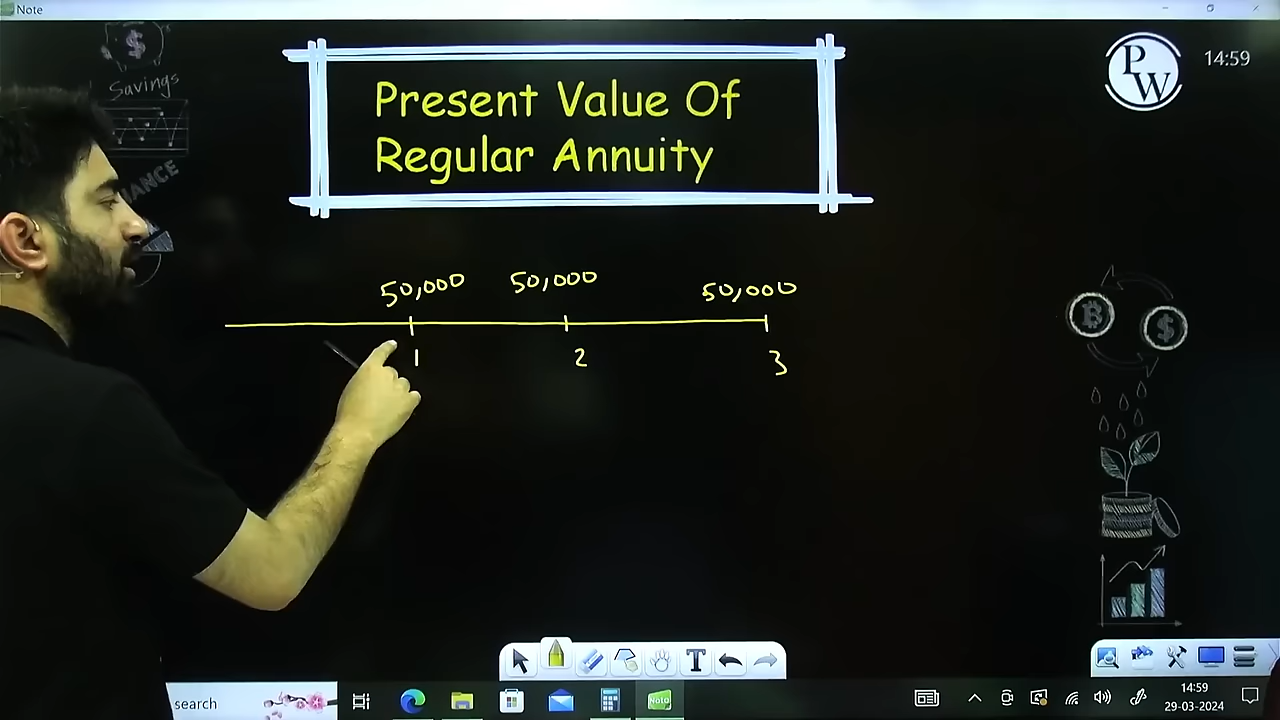 Note
$
Savings
P
W
14:59
Present Value Of
Regular Annuity
50,000 50,000 50,000
1 2 3
B
$
T
search
Note
14:59
29-03-2024